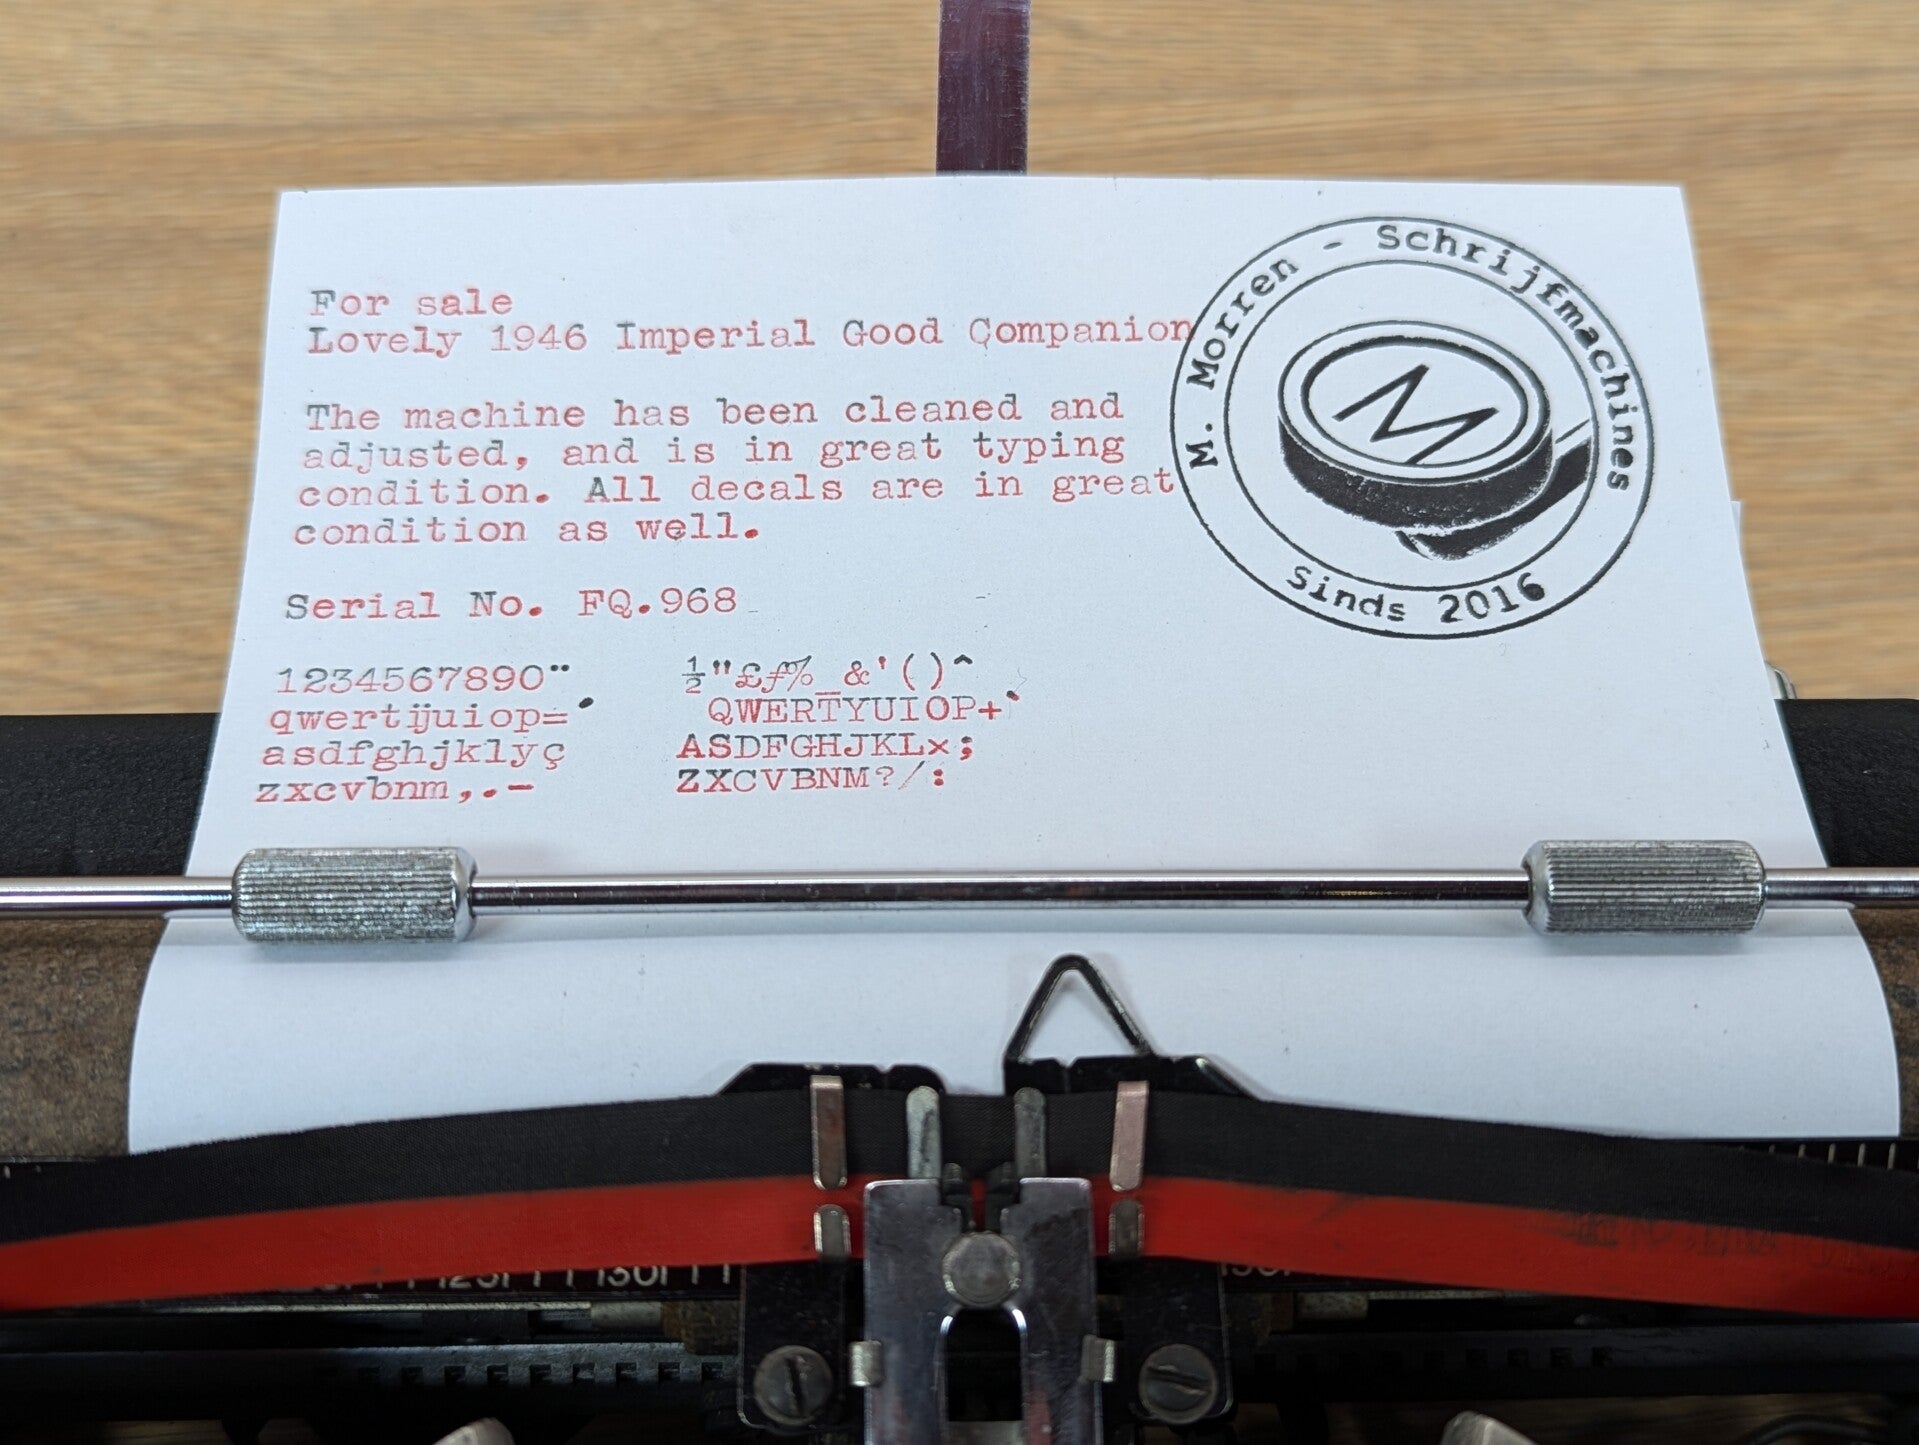 For sale
Lovely 1946 Imperial Good Companion
The machine has been cleaned and
adjusted, and is in great typing
condition. All decals are in great
condition as well.
Serial No. FQ.968
1234567890¨ ½"£ƒ%_&'()^
qwertĳuiop=´ QWERTYUIOP+`
asdfghjklyç ASDFGHJKLx;
zxcvbnm,.- ZXCVBNM?/:
M. Morren - Schrijfmachines
M
Sinds 2016
130